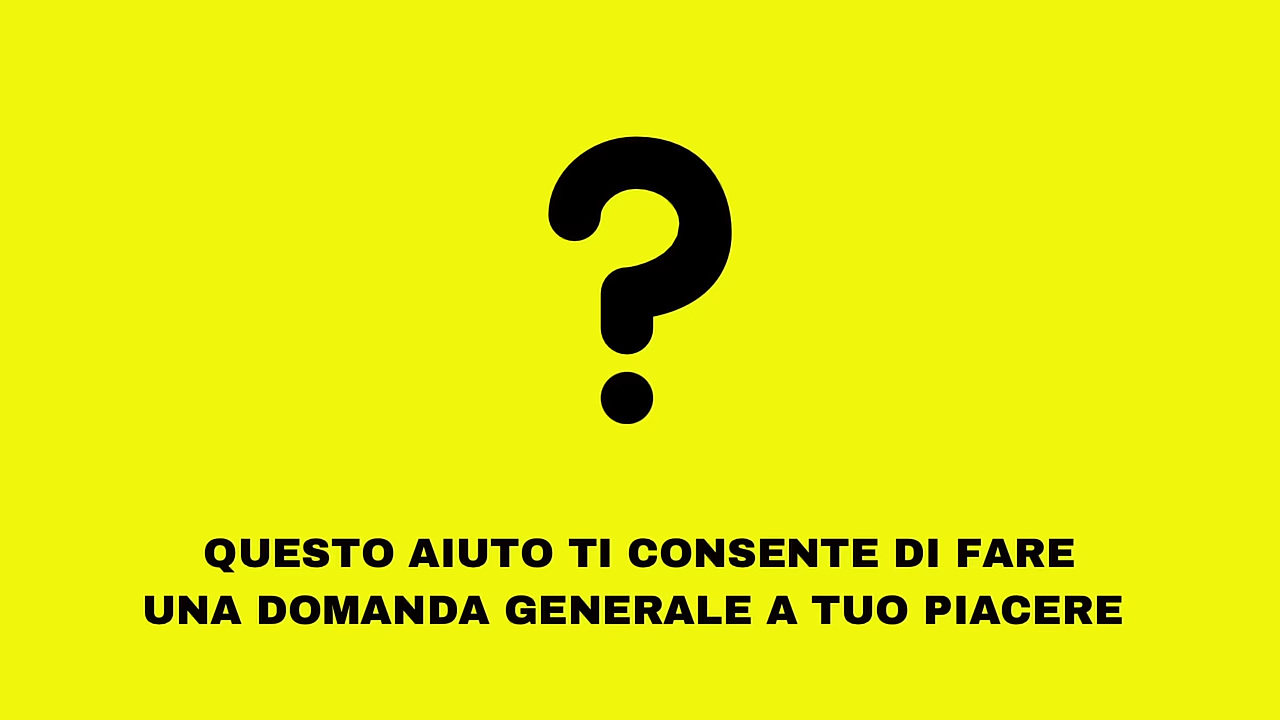 ?
QUESTO AIUTO TI CONSENTE DI FARE
UNA DOMANDA GENERALE A TUO PIACERE